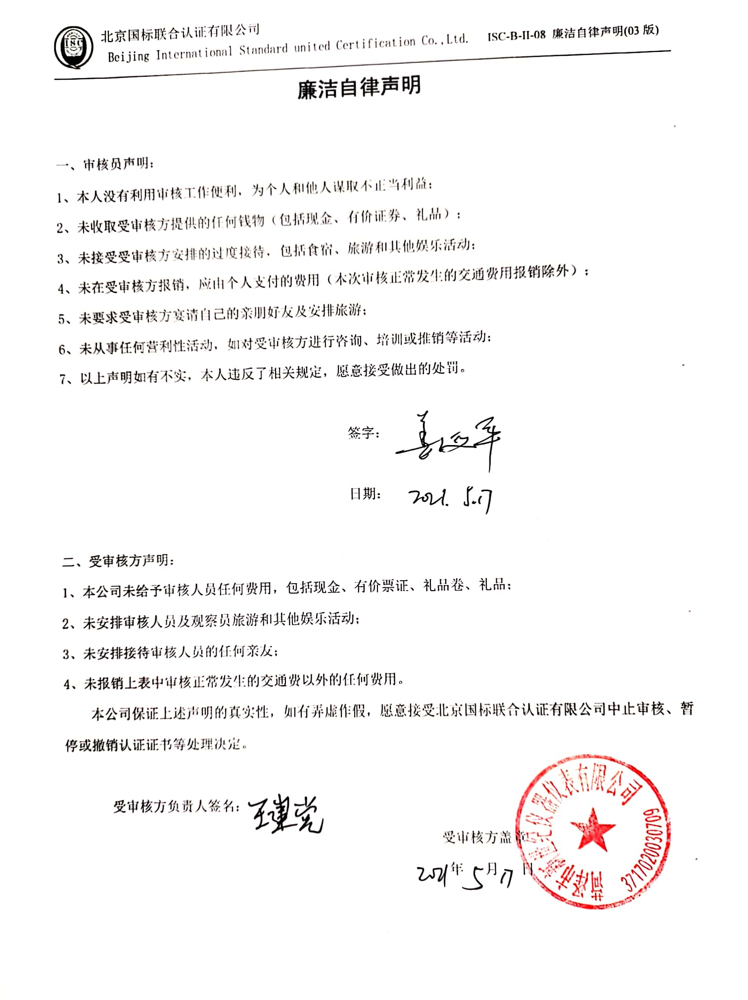 ISC
北京国标联合认证有限公司
Beijing International Standard united Certification Co.,Ltd.
ISC-B-II-08 廉洁自律声明(03 版)
廉洁自律声明
一、审核员声明：
1、本人没有利用审核工作便利，为个人和他人谋取不正当利益；
2、未收取受审核方提供的任何钱物（包括现金、有价证券、礼品）；
3、未接受受审核方安排的过度接待，包括食宿、旅游和其他娱乐活动；
4、未在受审核方报销，应由个人支付的费用（本次审核正常发生的交通费用报销除外）；
5、未要求受审核方宴请自己的亲朋好友及安排旅游；
6、未从事任何营利性活动，如对受审核方进行咨询、培训或推销等活动；
7、以上声明如有不实，本人违反了相关规定，愿意接受做出的处罚。
签字：
日期： 2021. 5.17
二、受审核方声明：
1、本公司未给予审核人员任何费用，包括现金、有价票证、礼品卷、礼品；
2、未安排审核人员及观察员旅游和其他娱乐活动；
3、未安排接待审核人员的任何亲友；
4、未报销上表中审核正常发生的交通费以外的任何费用。
本公司保证上述声明的真实性，如有弄虚作假，愿意接受北京国标联合认证有限公司中止审核、暂
停或撤销认证证书等处理决定。
受审核方负责人签名：王建党
受审核方盖章
2021年 5月17日
菏泽市新世纪仪器仪表有限公司
3717020030709